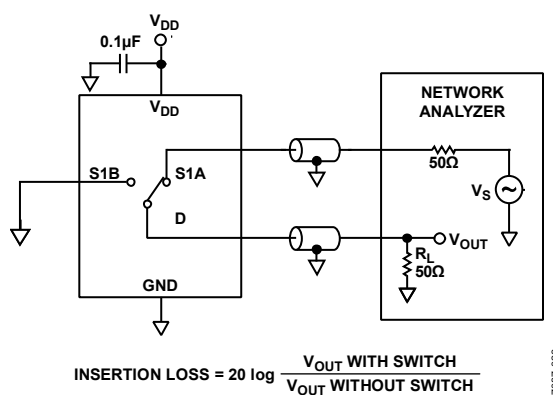 VDD
0.1µF
VDD
NETWORK
ANALYZER
S1B
S1A
50Ω
VS
D
VOUT
RL
50Ω
GND
INSERTION LOSS = 20 log
VOUT WITH SWITCH
VOUT WITHOUT SWITCH